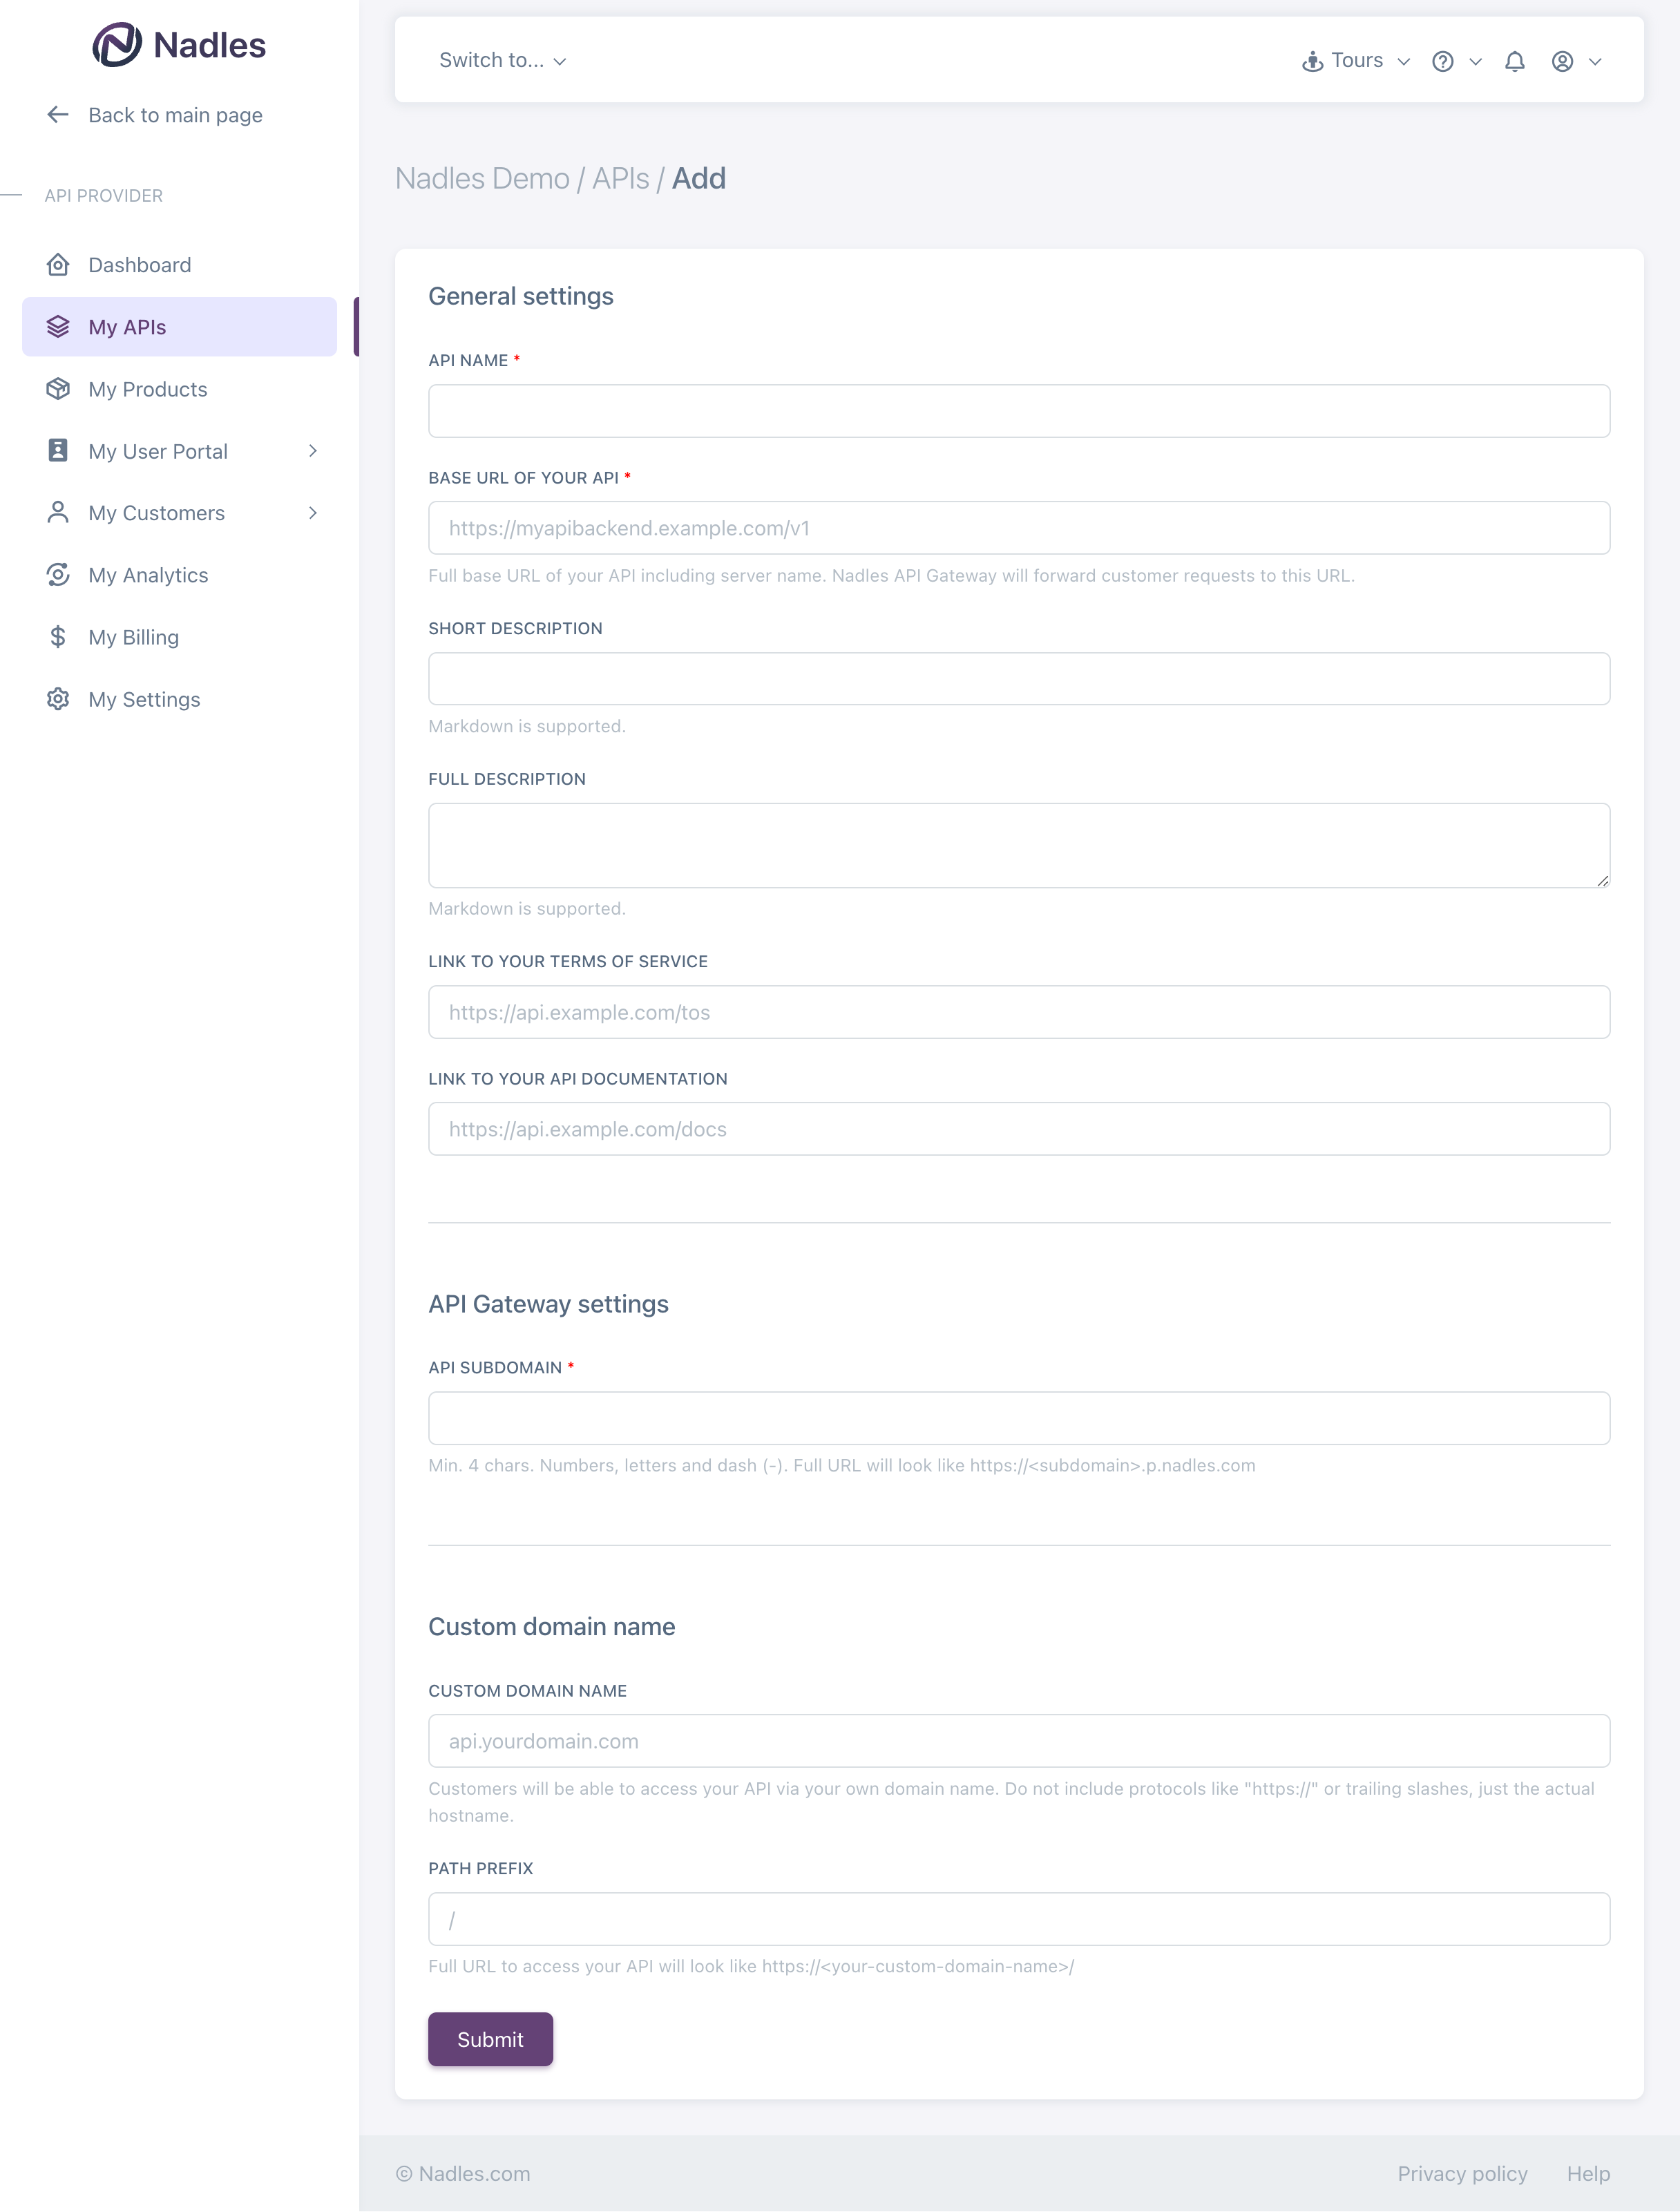 Nadles
Back to main page
API PROVIDER
Dashboard
My APIs
My Products
My User Portal
My Customers
My Analytics
My Billing
My Settings
Switch to...
Tours
Nadles Demo / APIs / Add
General settings
API NAME *
BASE URL OF YOUR API *
https://myapibackend.example.com/v1
Full base URL of your API including server name. Nadles API Gateway will forward customer requests to this URL.
SHORT DESCRIPTION
Markdown is supported.
FULL DESCRIPTION
Markdown is supported.
LINK TO YOUR TERMS OF SERVICE
https://api.example.com/tos
LINK TO YOUR API DOCUMENTATION
https://api.example.com/docs
API Gateway settings
API SUBDOMAIN *
Min. 4 chars. Numbers, letters and dash (-). Full URL will look like https://<subdomain>.p.nadles.com
Custom domain name
CUSTOM DOMAIN NAME
api.yourdomain.com
Customers will be able to access your API via your own domain name. Do not include protocols like "https://" or trailing slashes, just the actual
hostname.
PATH PREFIX
/
Full URL to access your API will look like https://<your-custom-domain-name>/
Submit
© Nadles.com
Privacy policy
Help